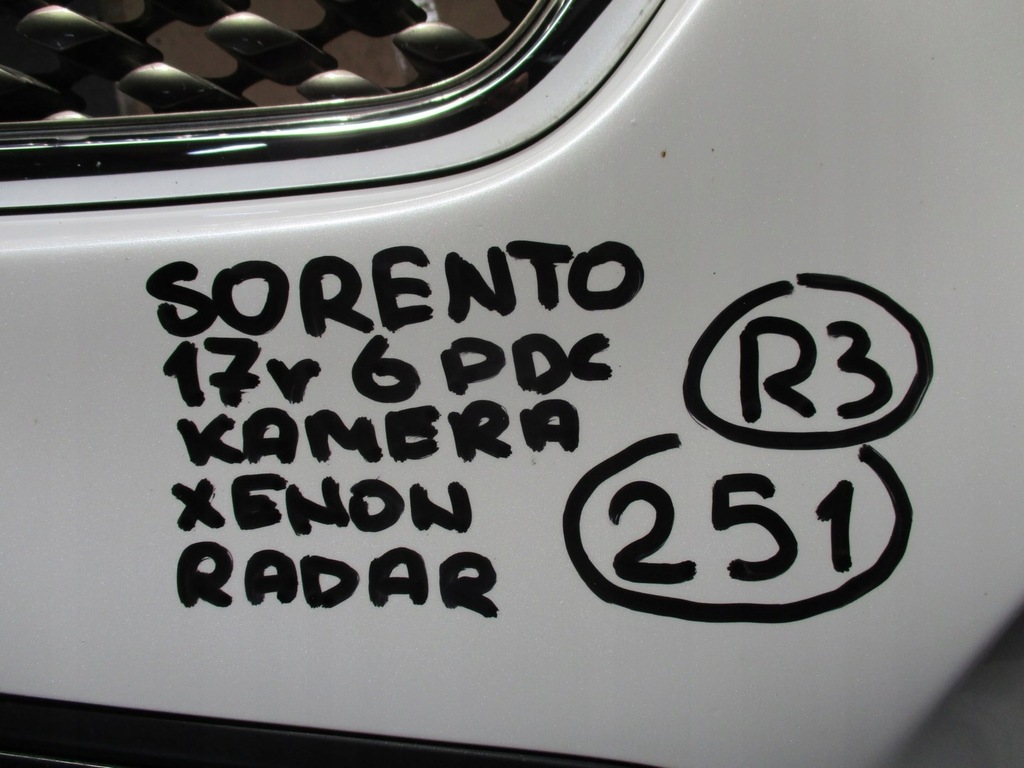 SORENTO
17r 6 PDC
KAMERA
XENON
RADAR
R3
251